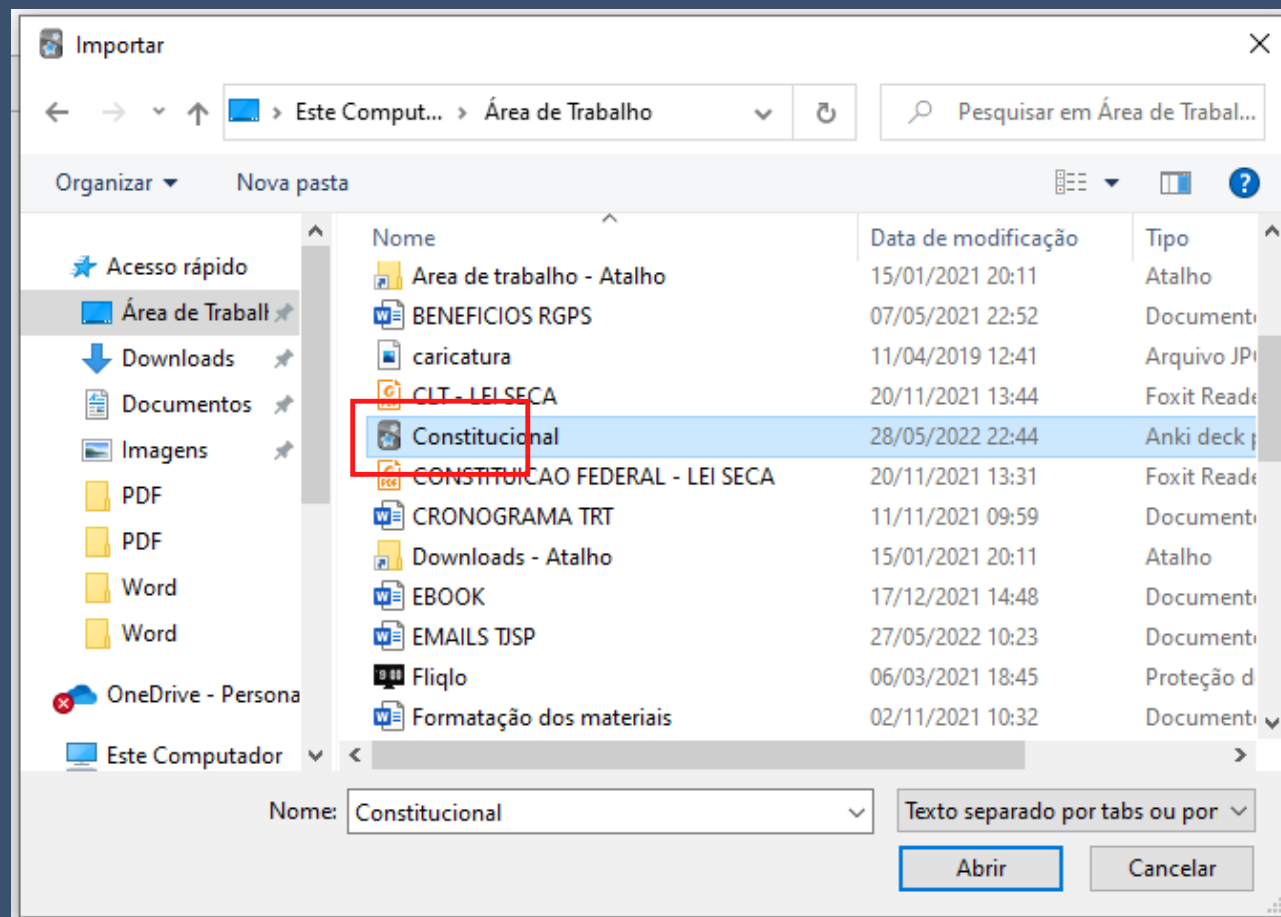 Importar
Este Comput... > Área de Trabalho
Pesquisar em Área de Trabal...
Organizar
Nova pasta
Acesso rápido
Área de Traball
Downloads
Documentos
Imagens
PDF
PDF
Word
Word
OneDrive - Persona
Este Computador
Nome Data de modificação Tipo
Area de trabalho - Atalho 15/01/2021 20:11 Atalho
BENEFICIOS RGPS 07/05/2021 22:52 Document
caricatura 11/04/2019 12:41 Arquivo JP
CLT - LEI SECA 20/11/2021 13:44 Foxit Reade
Constitucional 28/05/2022 22:44 Anki deck p
CONSTITUICAO FEDERAL - LEI SECA 20/11/2021 13:31 Foxit Reade
CRONOGRAMA TRT 11/11/2021 09:59 Document
Downloads - Atalho 15/01/2021 20:11 Atalho
EBOOK 17/12/2021 14:48 Document
EMAILS TJSP 27/05/2022 10:23 Document
Fliqlo 06/03/2021 18:45 Proteção d
Formatação dos materiais 02/11/2021 10:32 Document
Nome: Constitucional
Texto separado por tabs ou por
Abrir
Cancelar